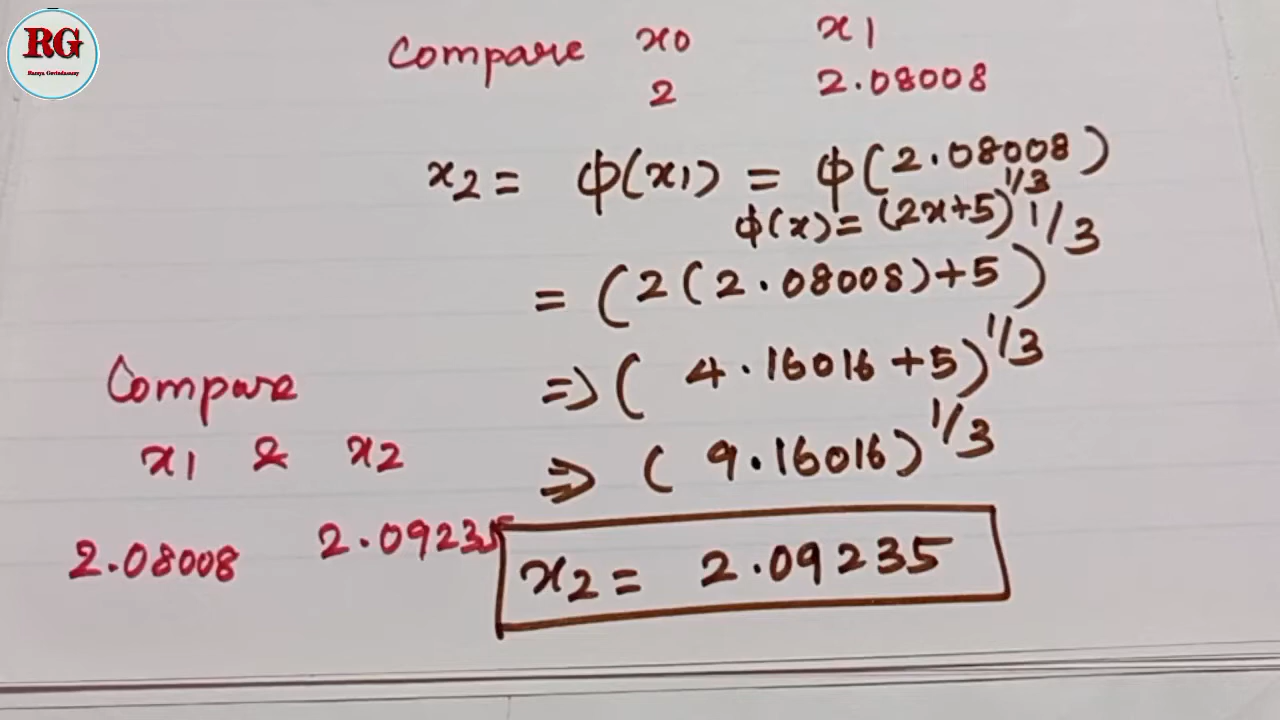 RG
Ramya Govindasamy
Compare x0 x1
2 2.08008
x2 = ϕ(x1) = ϕ(2.08008)
ϕ(x) = (2x+5)^1/3
= (2(2.08008)+5)^1/3
=> (4.16016+5)^1/3
=> (9.16016)^1/3
x2 = 2.09235
Compare
x1 & x2
2.08008 2.09235